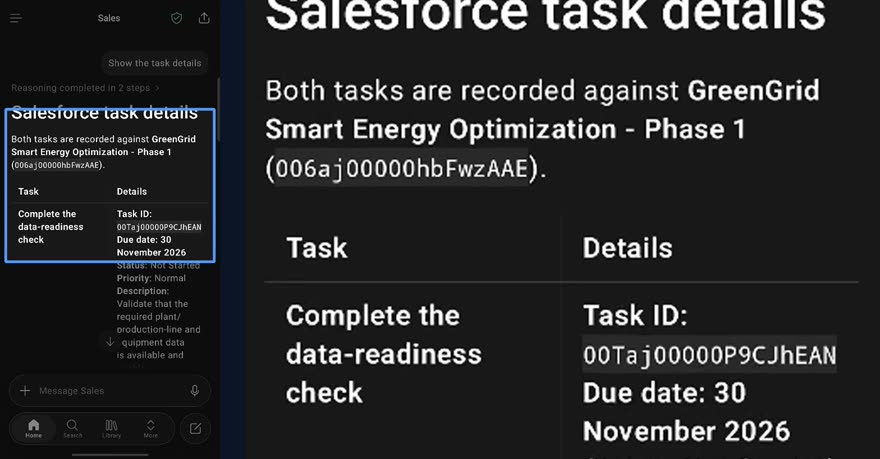 Sales
Show the task details
Reasoning completed in 2 steps >
Salesforce task details
Both tasks are recorded against GreenGrid
Smart Energy Optimization - Phase 1
(006aj00000hbFwzAAE).
Task Details
Complete the
data-readiness
check
Task ID:
00Taj00000P9CJhEAN
Due date: 30
November 2026
Status: Not Started
Priority: Normal
Description:
Validate that the
required plant/
production-line and
equipment data
is available and
Message Sales
Home Search Library More
Salesforce task details
Both tasks are recorded against GreenGrid
Smart Energy Optimization - Phase 1
(006aj00000hbFwzAAE).
Task Details
Complete the
data-readiness
check
Task ID:
00Taj00000P9CJhEAN
Due date: 30
November 2026